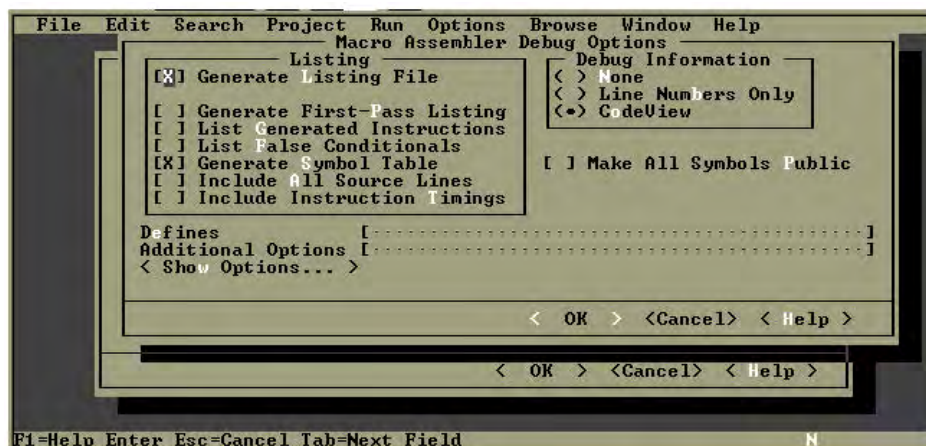 File Edit Search Project Run Options Browse Window Help
Macro Assembler Debug Options
Listing
[X] Generate Listing File
[ ] Generate First-Pass Listing
[ ] List Generated Instructions
[ ] List False Conditionals
[X] Generate Symbol Table
[ ] Include All Source Lines
[ ] Include Instruction Timings
Debug Information
( ) None
( ) Line Numbers Only
(•) CodeView
[ ] Make All Symbols Public
Defines [··········································]
Additional Options [··········································]
< Show Options... >
< OK > <Cancel> < Help >
< OK > <Cancel> < Help >
F1=Help Enter Esc=Cancel Tab=Next Field N